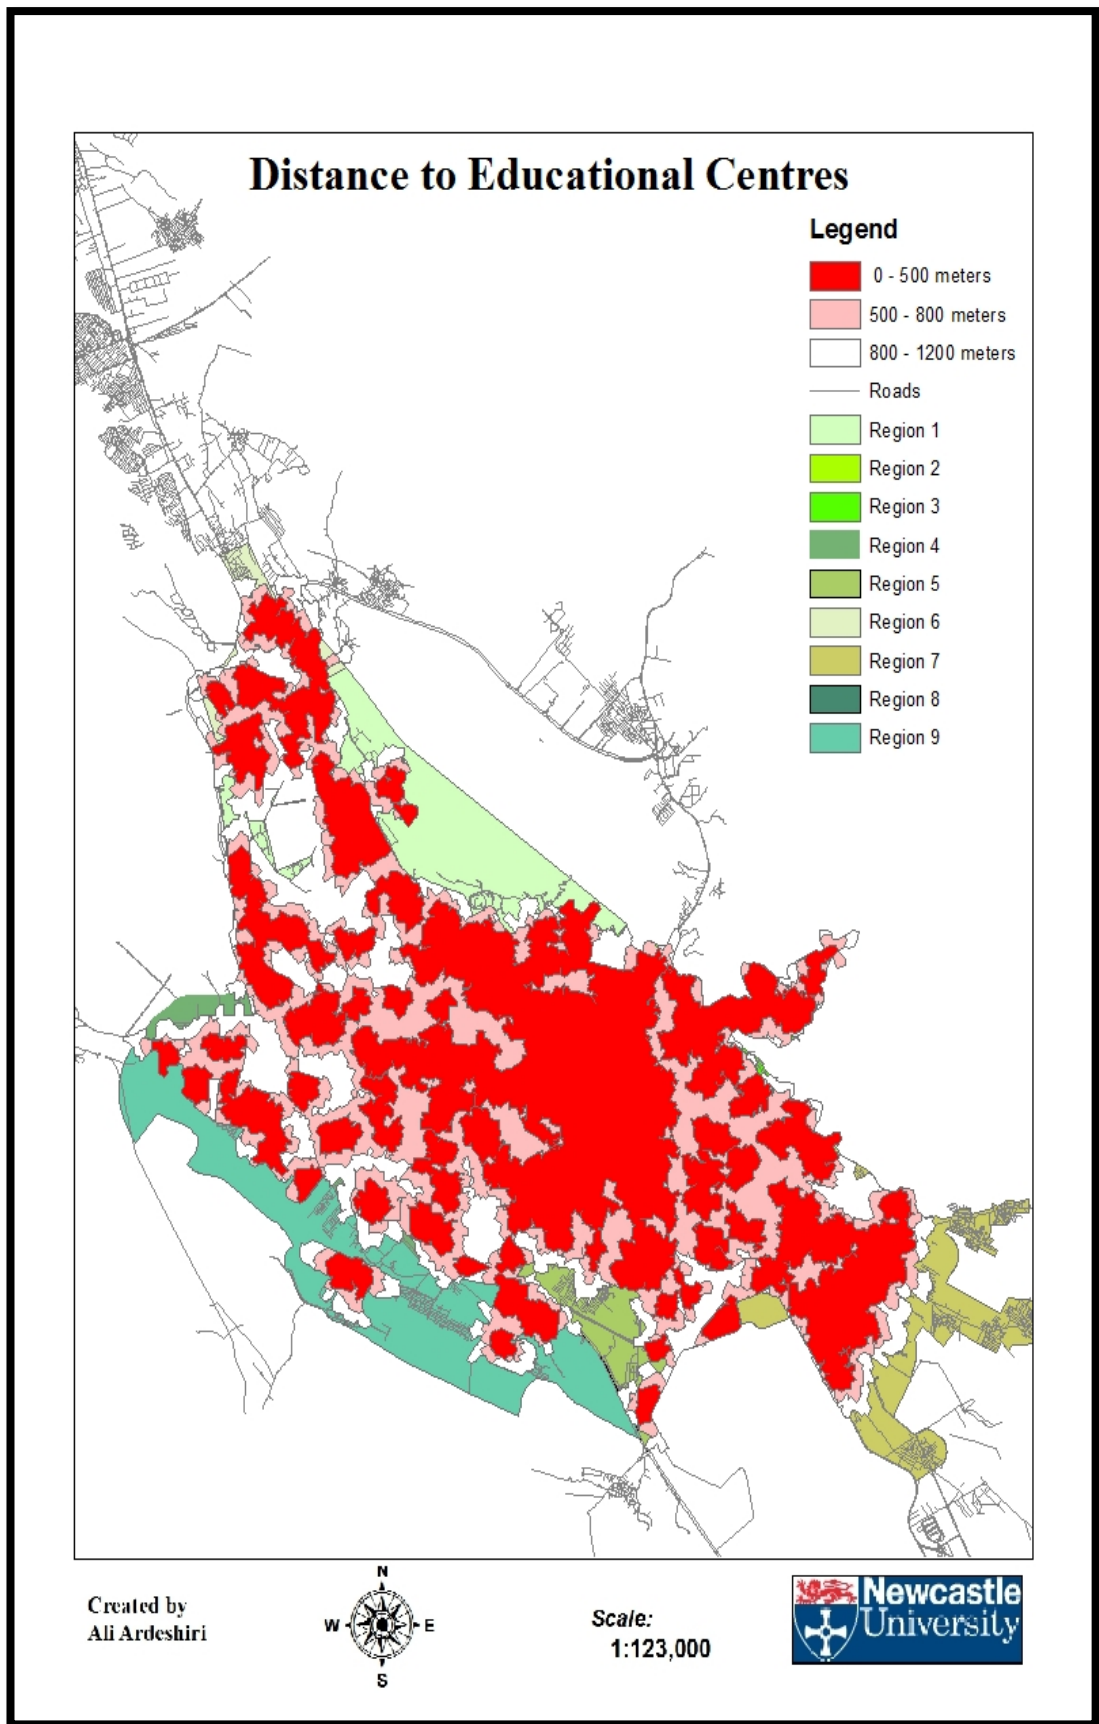 Distance to Educational Centres
Legend
0 - 500 meters
500 - 800 meters
800 - 1200 meters
Roads
Region 1
Region 2
Region 3
Region 4
Region 5
Region 6
Region 7
Region 8
Region 9
Created by
Ali Ardeshiri
N
W
E
S
Scale:
1:123,000
Newcastle
University